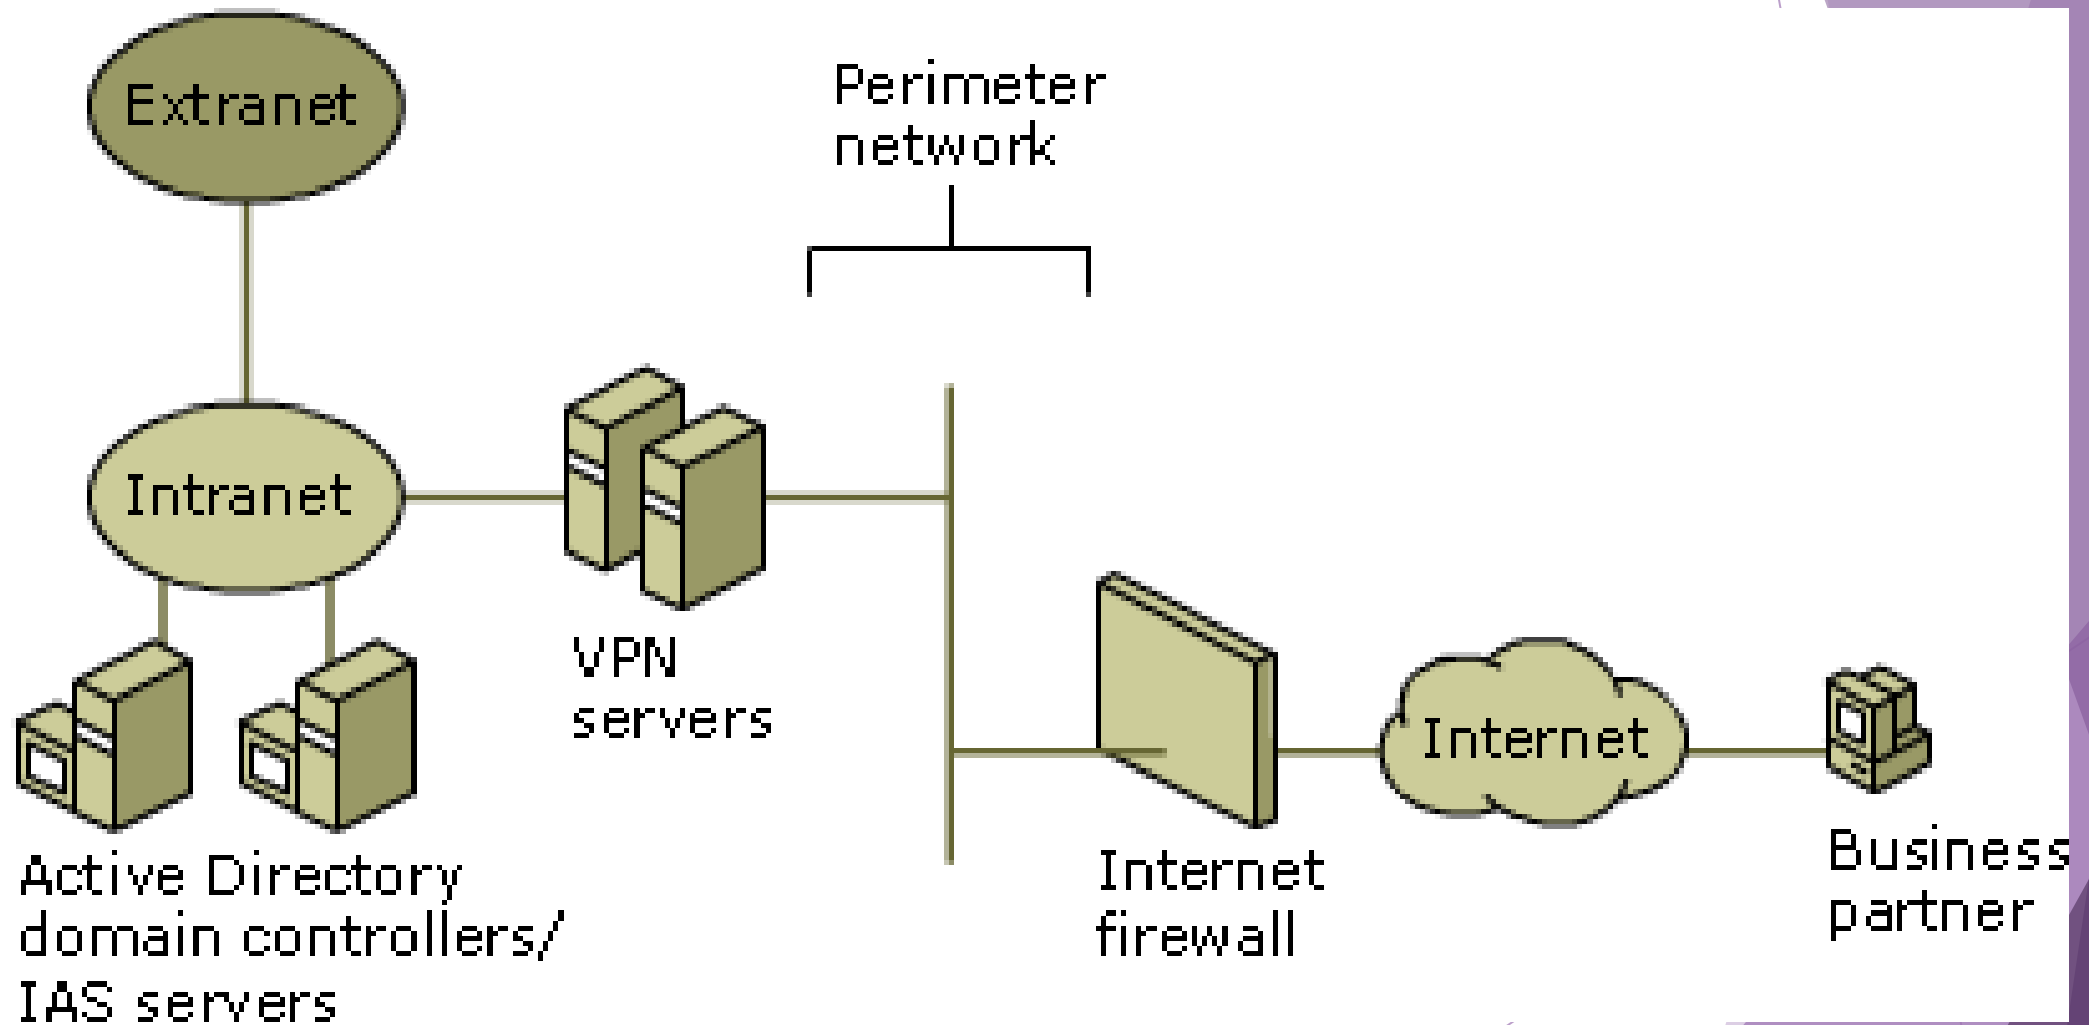 Extranet
Perimeter
network
Intranet
VPN
servers
Internet
Active Directory
domain controllers/
IAS servers
Internet
firewall
Business
partner